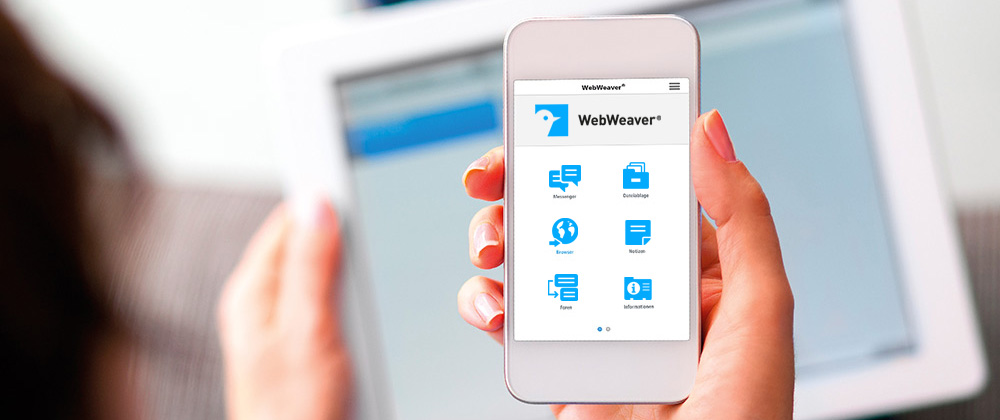 WebWeaver®
WebWeaver®
Messenger
Dateiablage
Browser
Notizen
Foren
Informationen